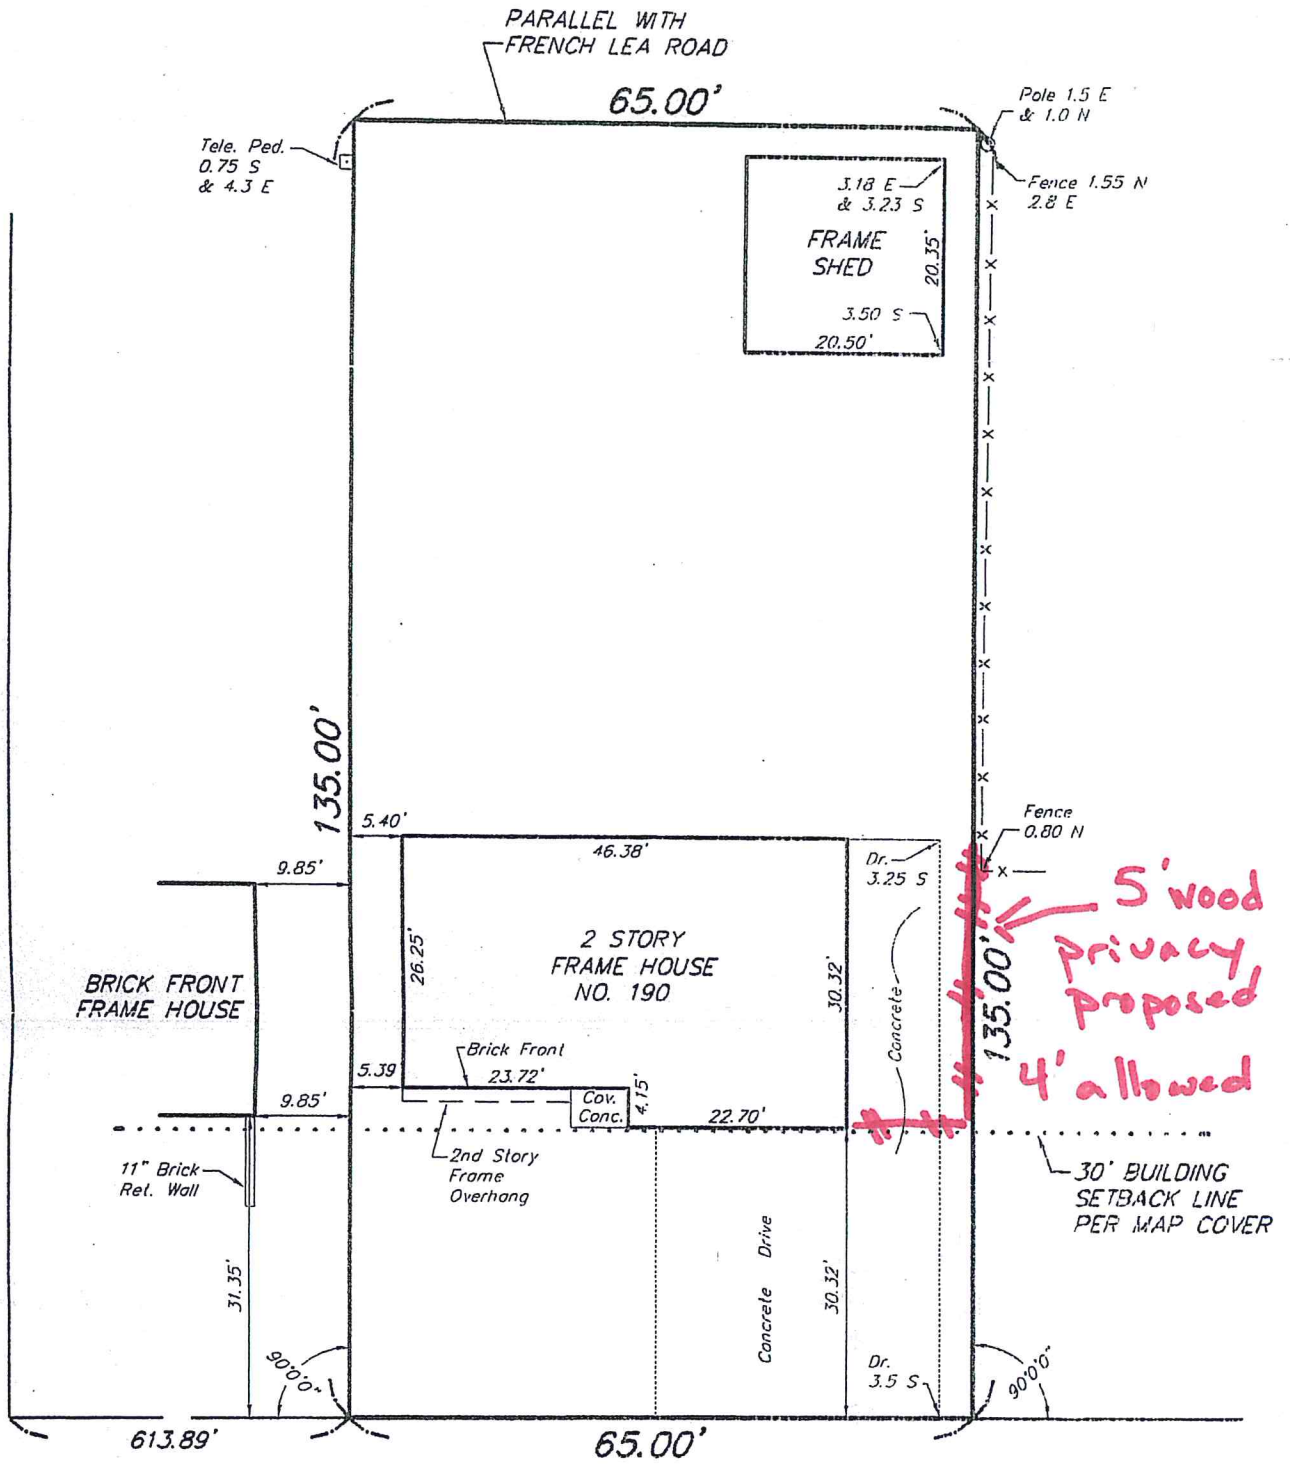 PARALLEL WITH
FRENCH LEA ROAD
65.00'
Pole 1.5 E
& 1.0 N
Tele. Ped.
0.75 S
& 4.3 E
Fence 1.55 N
2.8 E
3.18 E
& 3.23 S
FRAME
SHED
20.35'
3.50 S
20.50'
135.00'
5.40'
46.38'
Fence
0.80 N
Dr.
3.25 S
9.85'
5' wood
privacy
proposed
4' allowed
135.00'
2 STORY
FRAME HOUSE
NO. 190
26.25'
30.32'
Concrete
BRICK FRONT
FRAME HOUSE
Brick Front
5.39
23.72'
Cov.
Conc.
4.15'
22.70'
9.85'
11" Brick
Ret. Wall
2nd Story
Frame
Overhang
30' BUILDING
SETBACK LINE
PER MAP COVER
31.35'
Concrete Drive
30.32'
Dr.
3.5 S
90°0'0"
90°0'0"
613.89'
65.00'